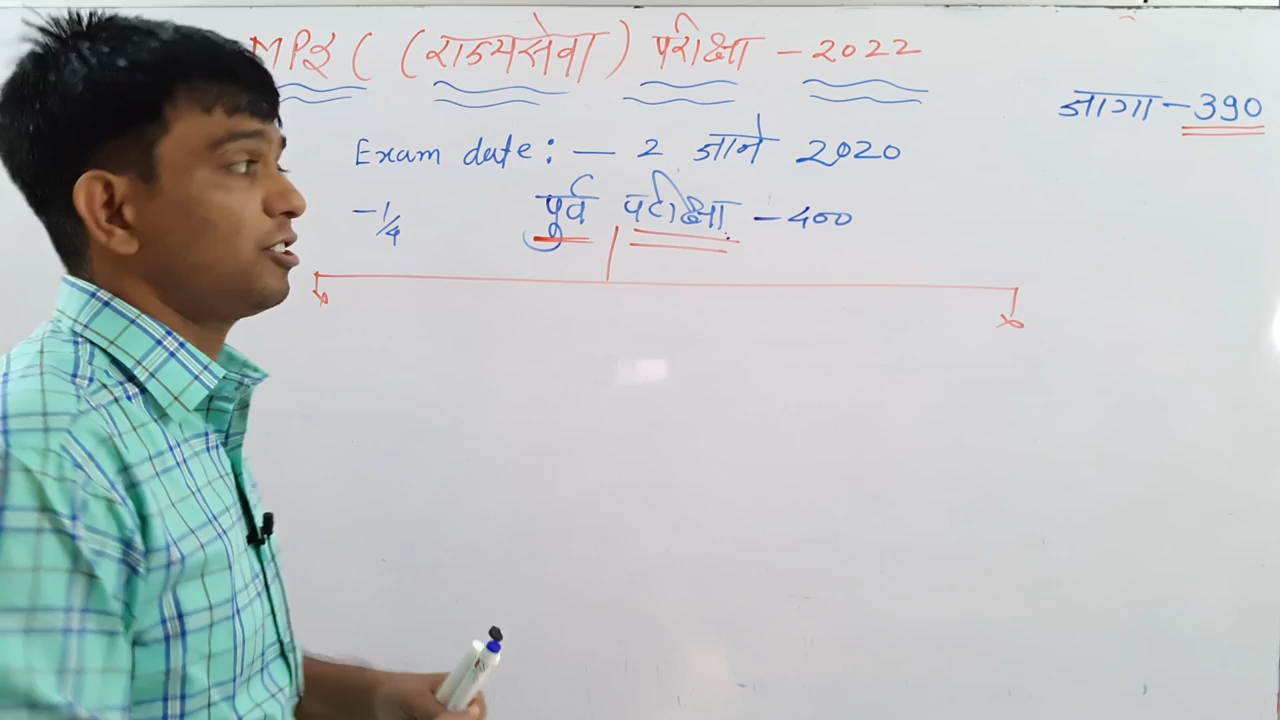 MPSC (राज्यसेवा) परीक्षा - 2022
जागा - 390
Exam date: — 2 जाने 2020
-1/4
पूर्व परीक्षा - 400